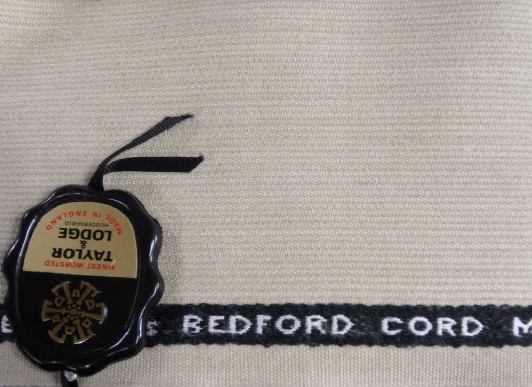 FINEST WORSTED
TAYLOR
&
LODGE
HUDDERSFIELD
MADE IN ENGLAND
BEDFORD CORD